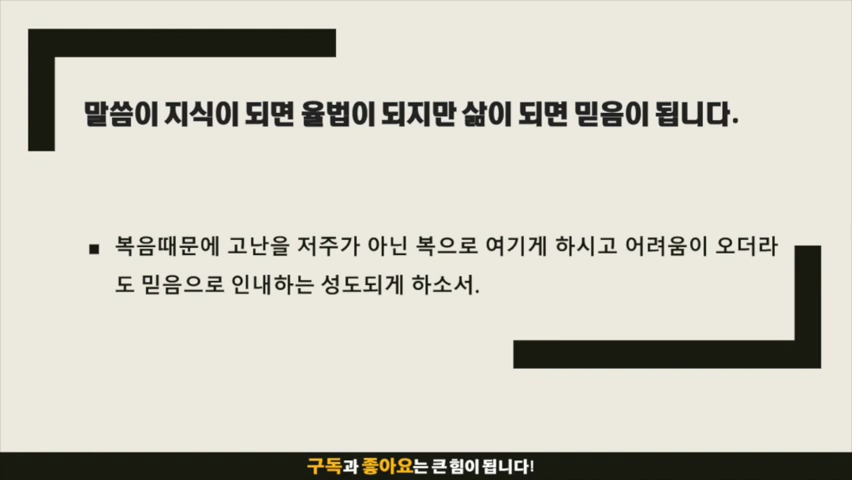 말씀이 지식이 되면 율법이 되지만 삶이 되면 믿음이 됩니다.
■ 복음때문에 고난을 저주가 아닌 복으로 여기게 하시고 어려움이 오더라
도 믿음으로 인내하는 성도되게 하소서.
구독과 좋아요는 큰 힘이 됩니다!